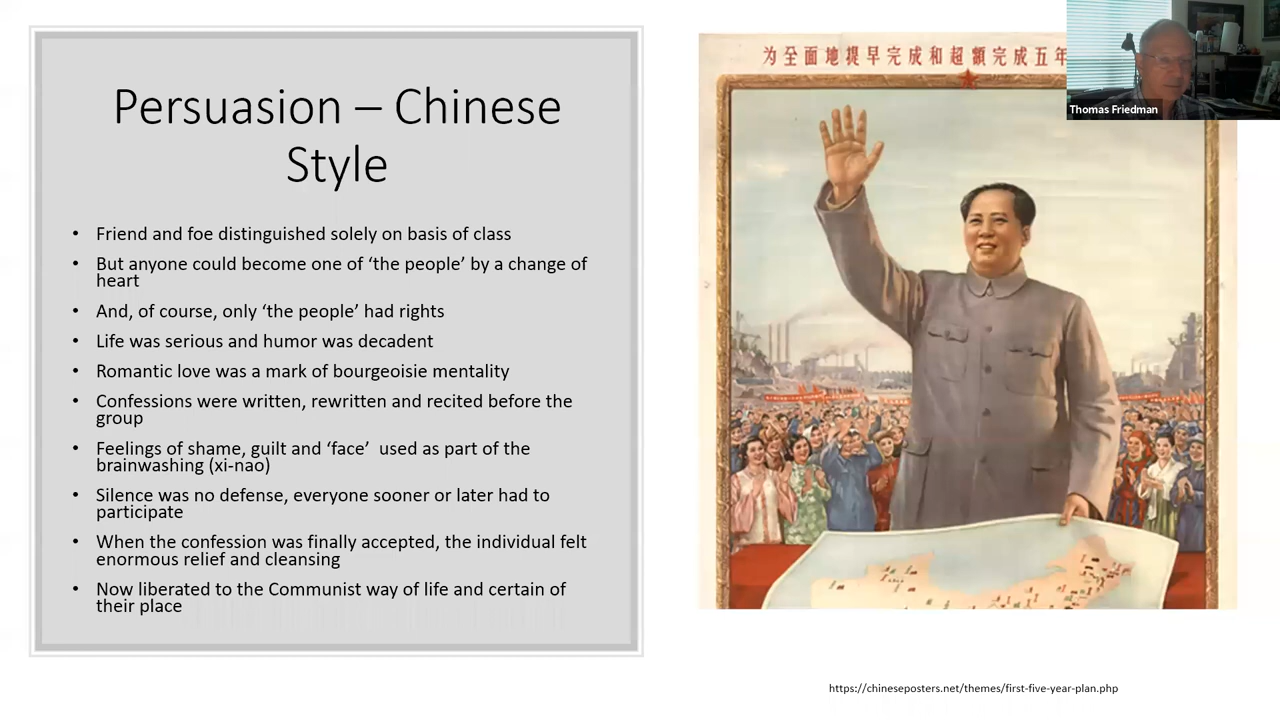 Persuasion – Chinese
Style
• Friend and foe distinguished solely on basis of class
• But anyone could become one of ‘the people’ by a change of
heart
• And, of course, only ‘the people’ had rights
• Life was serious and humor was decadent
• Romantic love was a mark of bourgeoisie mentality
• Confessions were written, rewritten and recited before the
group
• Feelings of shame, guilt and ‘face’  used as part of the
brainwashing (xi-nao)
• Silence was no defense, everyone sooner or later had to
participate
• When the confession was finally accepted, the individual felt
enormous relief and cleansing
• Now liberated to the Communist way of life and certain of
their place
为全面地提早完成和超额完成五年
Thomas Friedman
https://chineseposters.net/themes/first-five-year-plan.php